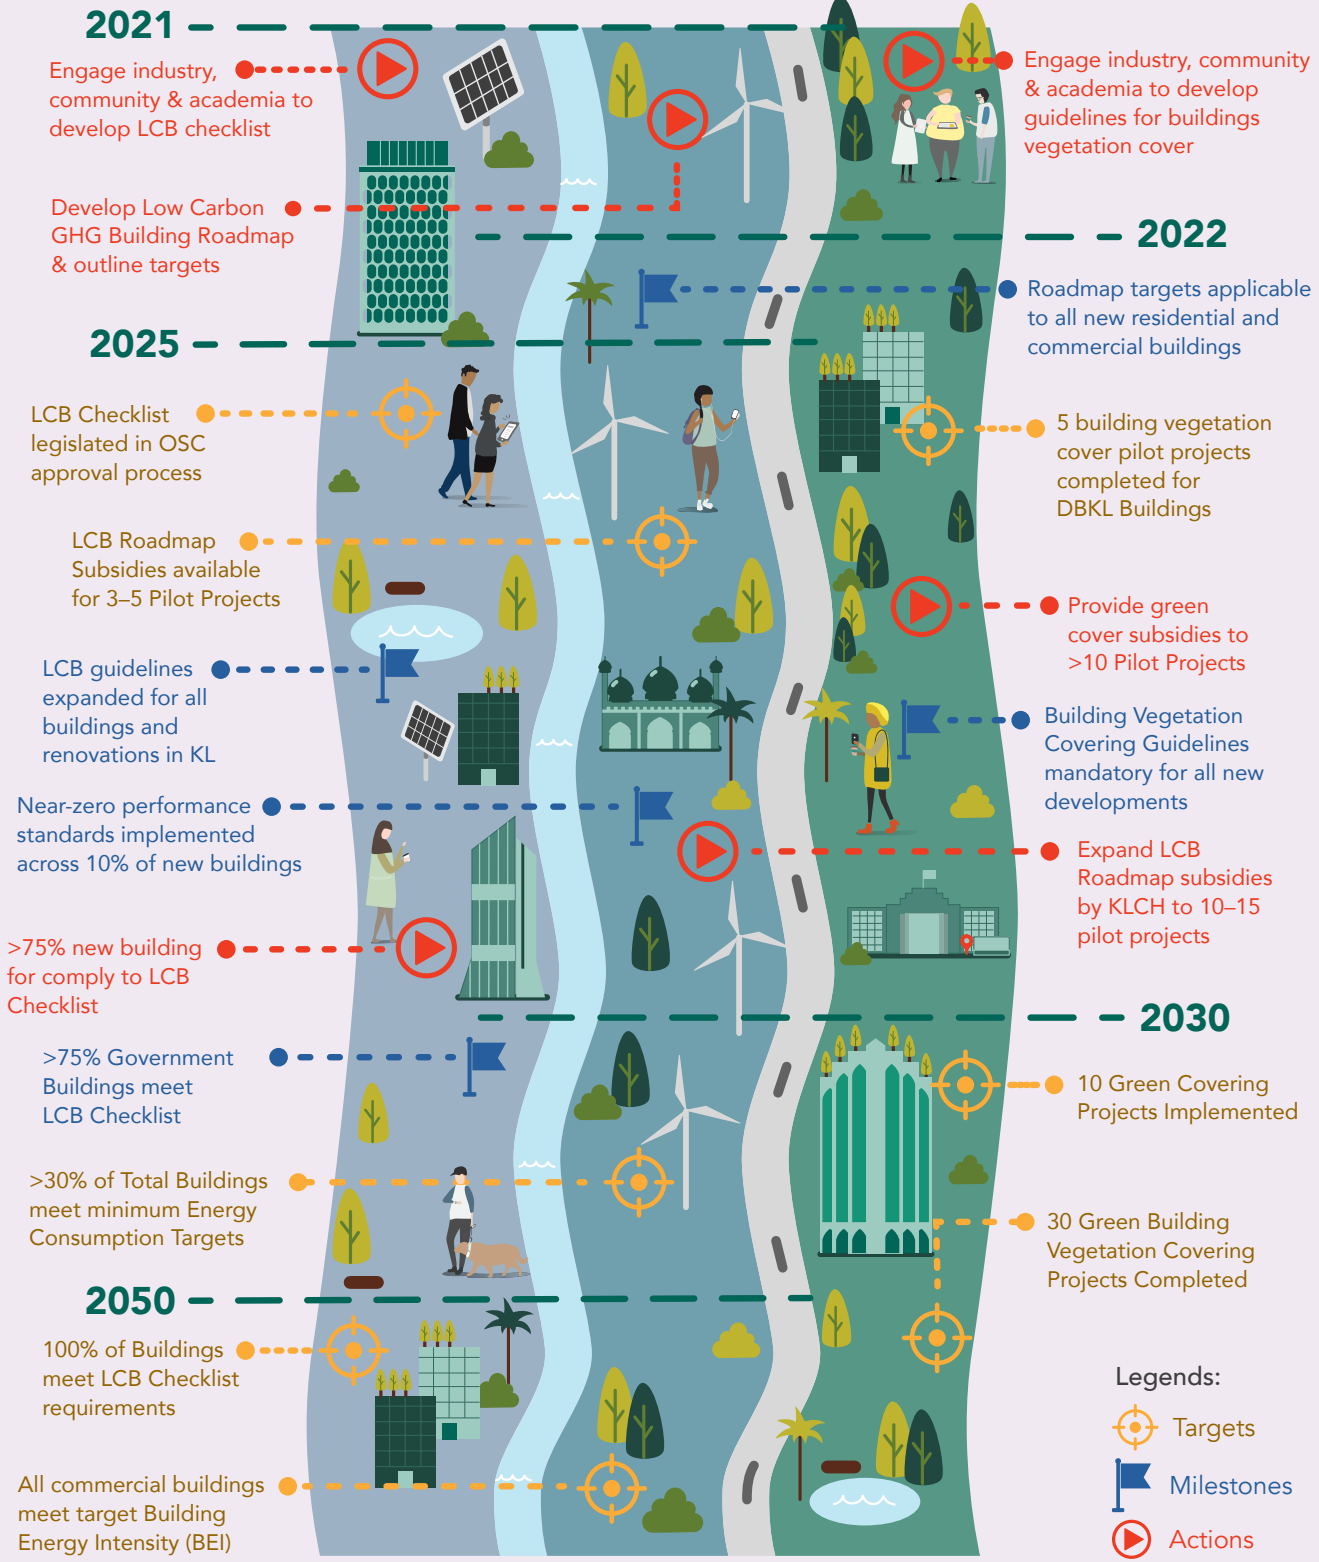 2021
Engage industry,
community & academia to
develop LCB checklist
Engage industry, community
& academia to develop
guidelines for buildings
vegetation cover
Develop Low Carbon
GHG Building Roadmap
& outline targets
2022
Roadmap targets applicable
to all new residential and
commercial buildings
2025
LCB Checklist
legislated in OSC
approval process
5 building vegetation
cover pilot projects
completed for
DBKL Buildings
LCB Roadmap
Subsidies available
for 3–5 Pilot Projects
Provide green
cover subsidies to
>10 Pilot Projects
LCB guidelines
expanded for all
buildings and
renovations in KL
Building Vegetation
Covering Guidelines
mandatory for all new
developments
Near-zero performance
standards implemented
across 10% of new buildings
Expand LCB
Roadmap subsidies
by KLCH to 10–15
pilot projects
>75% new building
for comply to LCB
Checklist
2030
>75% Government
Buildings meet
LCB Checklist
10 Green Covering
Projects Implemented
>30% of Total Buildings
meet minimum Energy
Consumption Targets
30 Green Building
Vegetation Covering
Projects Completed
2050
100% of Buildings
meet LCB Checklist
requirements
All commercial buildings
meet target Building
Energy Intensity (BEI)
Legends:
Targets
Milestones
Actions